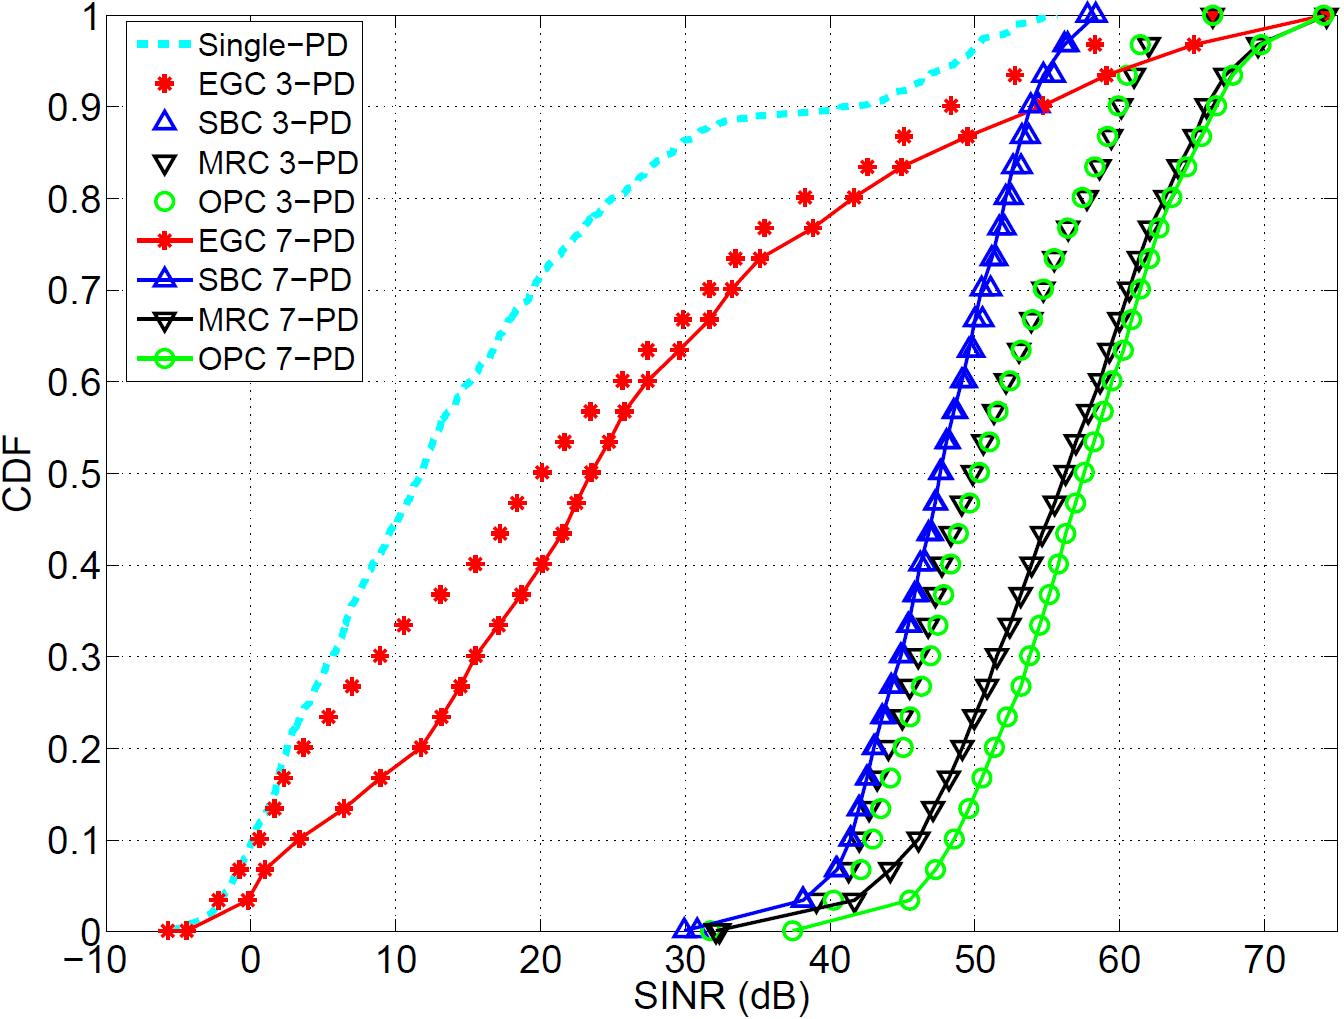 1
0.9
0.8
0.7
0.6
0.5
0.4
0.3
0.2
0.1
0
CDF
Single−PD
EGC 3−PD
SBC 3−PD
MRC 3−PD
OPC 3−PD
EGC 7−PD
SBC 7−PD
MRC 7−PD
OPC 7−PD
−10 0 10 20 30 40 50 60 70
SINR (dB)